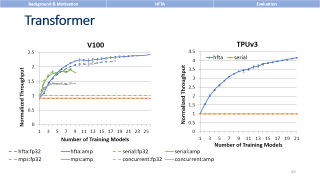 Background & Motivation
HFTA
Evaluation
Transformer
V100
Normalized Throughput
2.5
2
1.5
1
0.5
0
1 3 5 7 9 11 13 15 17 19 21 23 25
Number of Training Models
TPUv3
hfta serial
Normalized Throughput
4.5
4
3.5
3
2.5
2
1.5
1
0.5
0
1 3 5 7 9 11 13 15 17 19 21
Number of Training Models
hfta:fp32 hfta:amp serial:fp32 serial:amp
mps:fp32 mps:amp concurrent:fp32 concurrent:amp